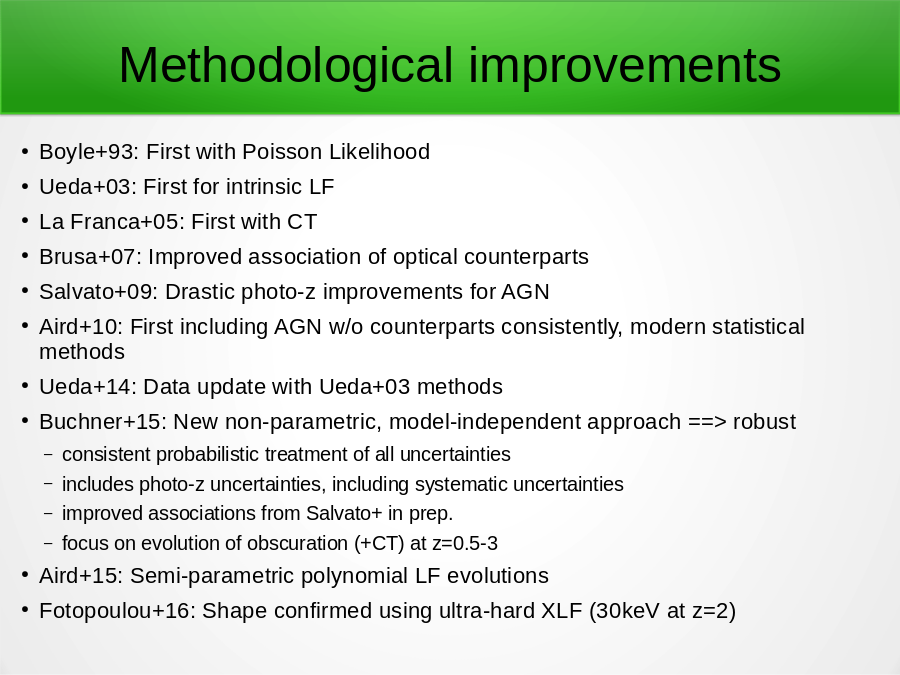 Methodological improvements
• Boyle+93: First with Poisson Likelihood
• Ueda+03: First for intrinsic LF
• La Franca+05: First with CT
• Brusa+07: Improved association of optical counterparts
• Salvato+09: Drastic photo-z improvements for AGN
• Aird+10: First including AGN w/o counterparts consistently, modern statistical
methods
• Ueda+14: Data update with Ueda+03 methods
• Buchner+15: New non-parametric, model-independent approach ==> robust
– consistent probabilistic treatment of all uncertainties
– includes photo-z uncertainties, including systematic uncertainties
– improved associations from Salvato+ in prep.
– focus on evolution of obscuration (+CT) at z=0.5-3
• Aird+15: Semi-parametric polynomial LF evolutions
• Fotopoulou+16: Shape confirmed using ultra-hard XLF (30keV at z=2)